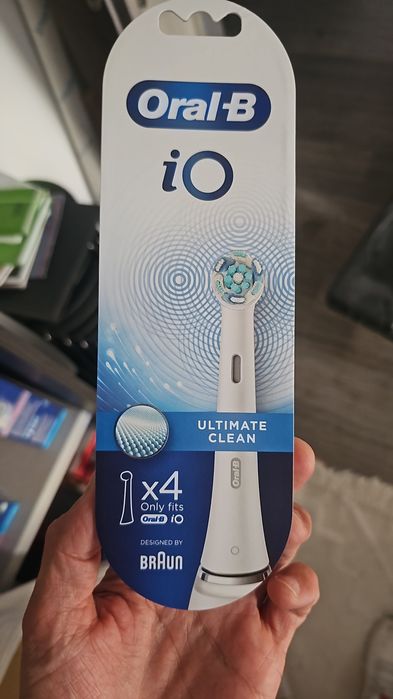 Oral-B
iO
ULTIMATE
CLEAN
Oral-B
x4
Only fits
Oral-B iO
DESIGNED BY
BRAUN